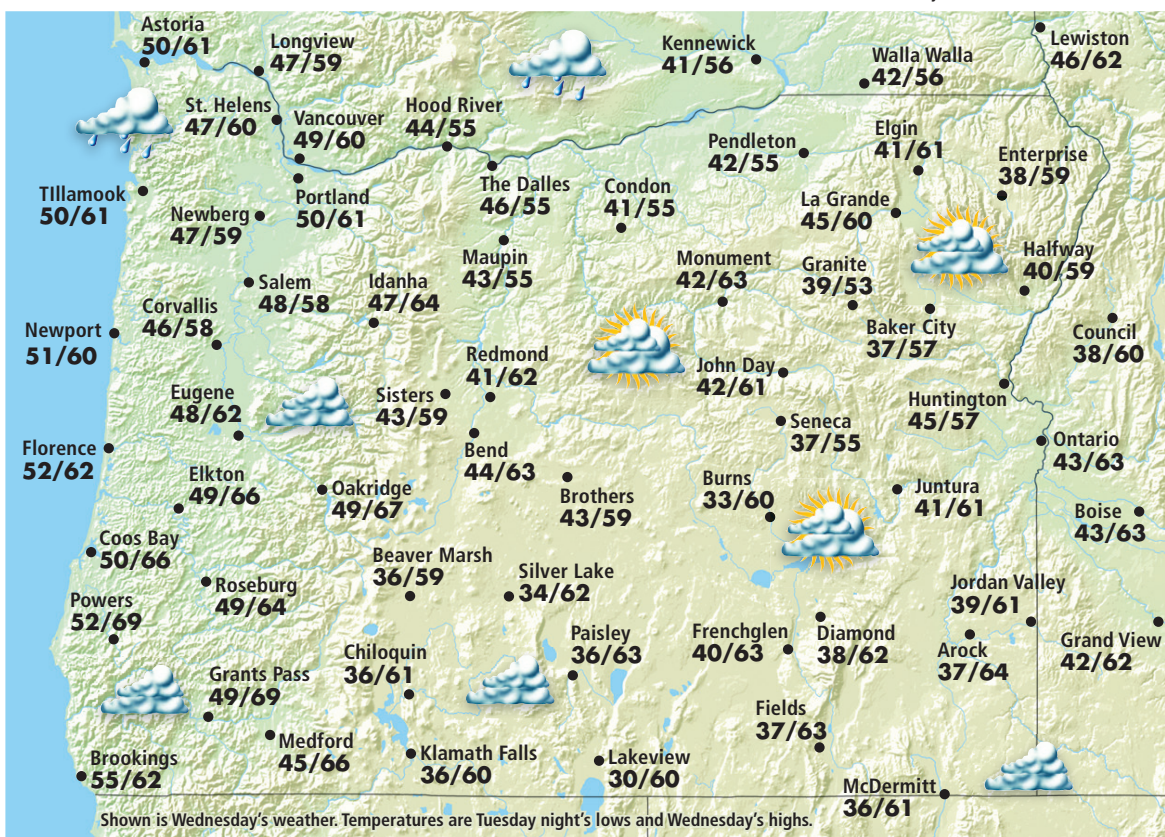 Astoria
50/61
Longview
47/59
Kennewick
41/56
Walla Walla
42/56
Lewiston
46/62
St. Helens
47/60
Vancouver
49/60
Hood River
44/55
Pendleton
42/55
Elgin
41/61
Enterprise
38/59
TIllamook
50/61
Newberg
47/59
Portland
50/61
The Dalles
46/55
Condon
41/55
La Grande
45/60
Maupin
43/55
Monument
42/63
Granite
39/53
Halfway
40/59
Salem
48/58
Idanha
47/64
Corvallis
46/58
Newport
51/60
Baker City
37/57
Council
38/60
Redmond
41/62
John Day
42/61
Eugene
48/62
Sisters
43/59
Huntington
45/57
Seneca
37/55
Florence
52/62
Bend
44/63
Ontario
43/63
Elkton
49/66
Oakridge
49/67
Brothers
43/59
Burns
33/60
Juntura
41/61
Boise
43/63
Coos Bay
50/66
Beaver Marsh
36/59
Silver Lake
34/62
Roseburg
49/64
Jordan Valley
39/61
Powers
52/69
Paisley
36/63
Frenchglen
40/63
Diamond
38/62
Arock
37/64
Grand View
42/62
Chiloquin
36/61
Grants Pass
49/69
Fields
37/63
Medford
45/66
Klamath Falls
36/60
Lakeview
30/60
Brookings
55/62
McDermitt
36/61
Shown is Wednesday's weather. Temperatures are Tuesday night's lows and Wednesday's highs.